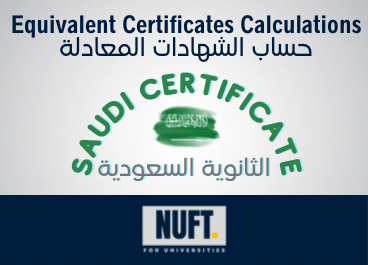 Equivalent Certificates Calculations
حساب الشهادات المعادلة
SAUDI CERTIFICATE
الثانوية السعودية
NUFT.
FOR UNIVERSITIES